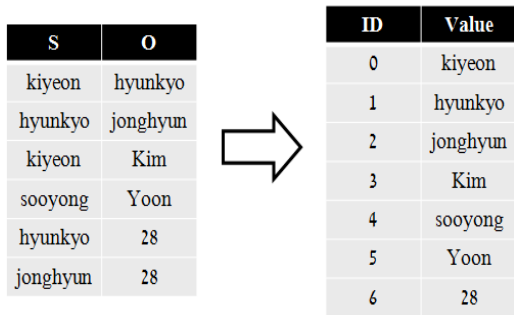 S O
kiyeon hyunkyo
hyunkyo jonghyun
kiyeon Kim
sooyong Yoon
hyunkyo 28
jonghyun 28
ID Value
0 kiyeon
1 hyunkyo
2 jonghyun
3 Kim
4 sooyong
5 Yoon
6 28